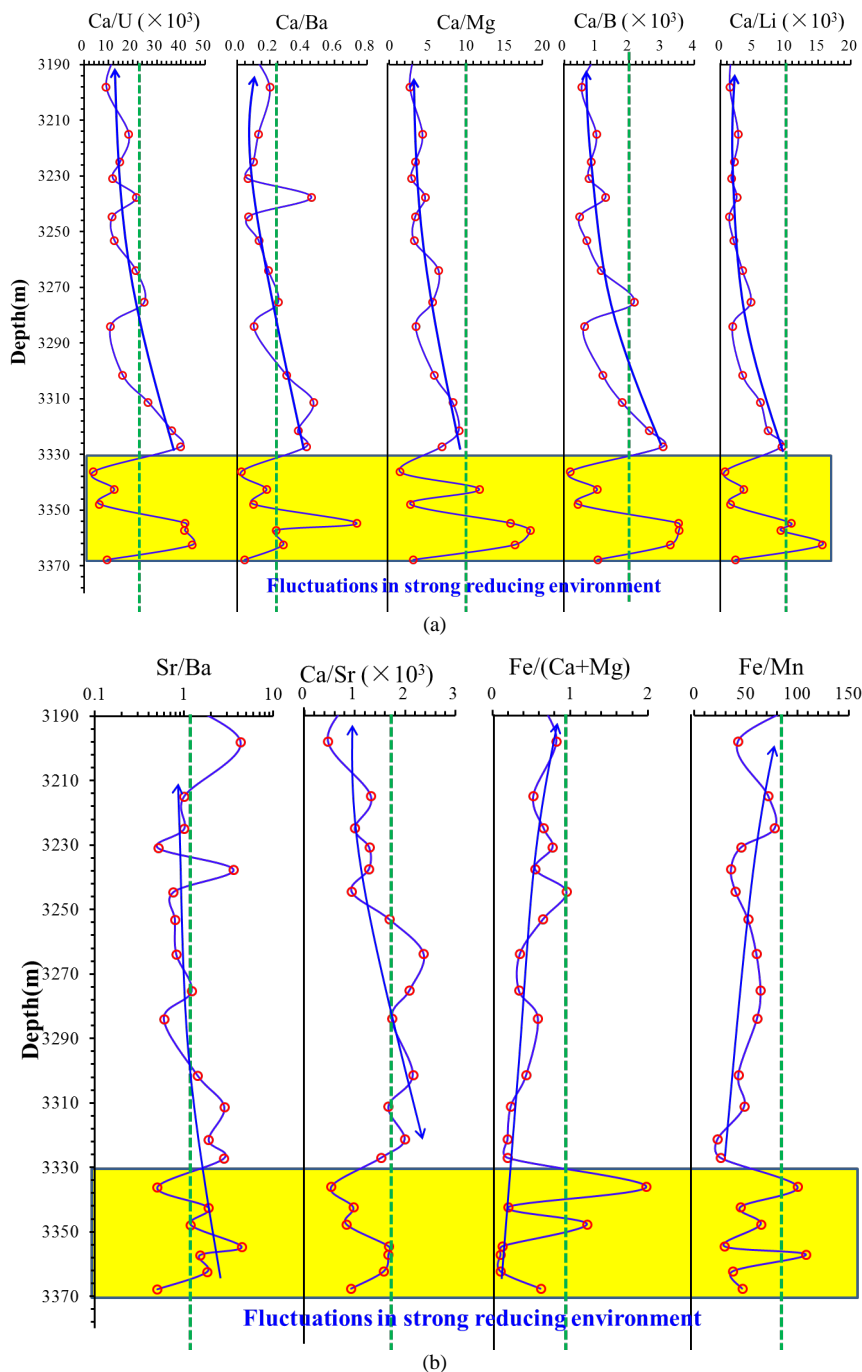 Ca/U (×10³) Ca/Ba Ca/Mg Ca/B (×10³) Ca/Li (×10³)
0 10 20 30 40 50 0.0 0.2 0.4 0.6 0.8 0 5 10 15 20 0 1 2 3 4 0 5 10 15 20
3190
3210
3230
3250
3270
3290
3310
3330
3350
3370
Depth(m)
Fluctuations in strong reducing environment
(a)
Sr/Ba Ca/Sr (×10³) Fe/(Ca+Mg) Fe/Mn
0.1 1 10 0 1 2 3 0 1 2 0 50 100 150
3190
3210
3230
3250
3270
3290
3310
3330
3350
3370
Depth(m)
Fluctuations in strong reducing environment
(b)